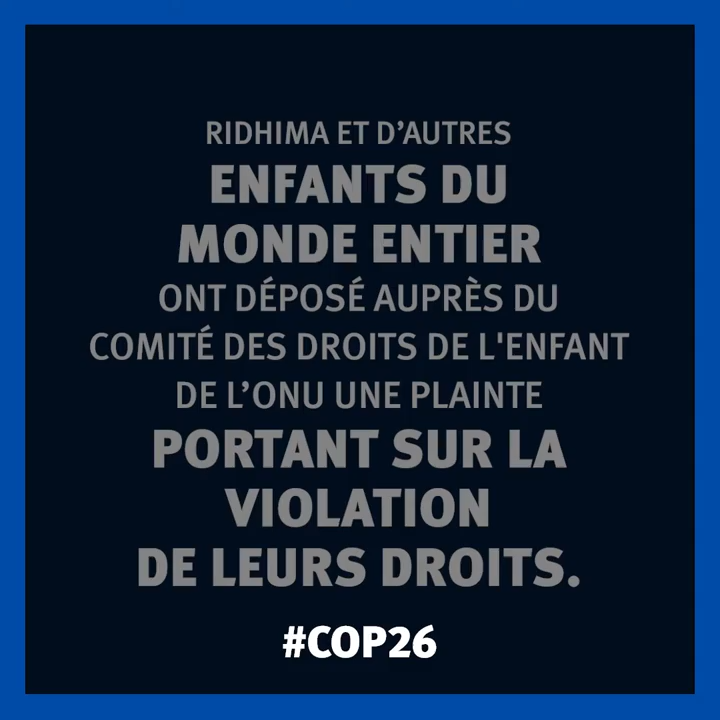 RIDHIMA ET D’AUTRES
ENFANTS DU
MONDE ENTIER
ONT DÉPOSÉ AUPRÈS DU
COMITÉ DES DROITS DE L'ENFANT
DE L’ONU UNE PLAINTE
PORTANT SUR LA
VIOLATION
DE LEURS DROITS.
#COP26